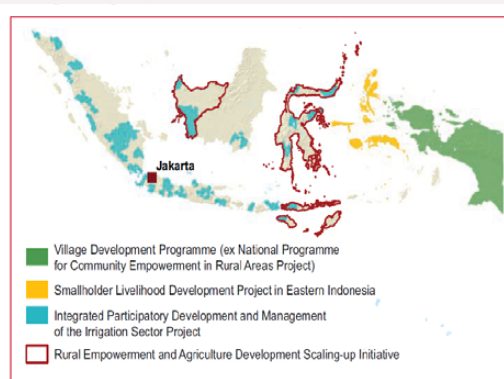 Jakarta
Village Development Programme (ex National Programme
for Community Empowerment in Rural Areas Project)
Smallholder Livelihood Development Project in Eastern Indonesia
Integrated Participatory Development and Management
of the Irrigation Sector Project
Rural Empowerment and Agriculture Development Scaling-up Initiative